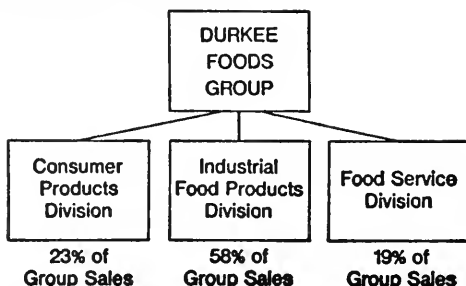 DURKEE
FOODS
GROUP
Consumer
Products
Division
23% of
Group Sales
Industrial
Food Products
Division
58% of
Group Sales
Food Service
Division
19% of
Group Sales